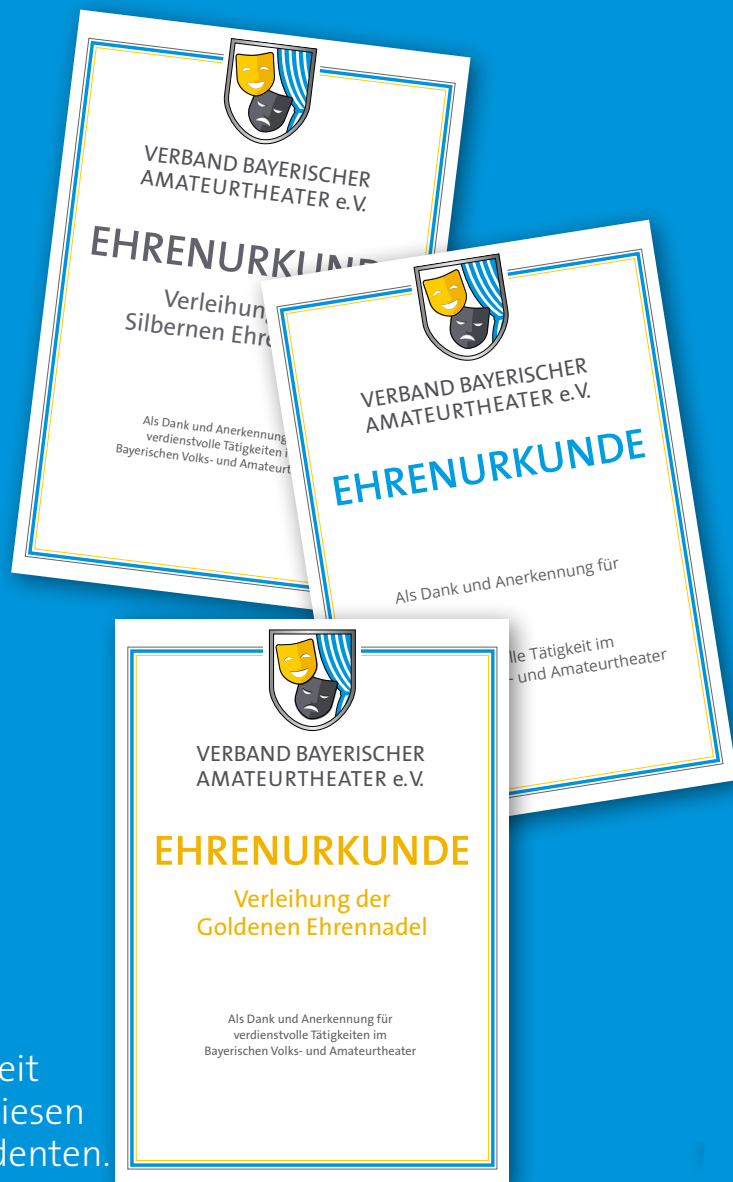 VERBAND BAYERISCHER
AMATEURTHEATER e.V.
EHRENURKUNDE
Verleihung
Silbernen Ehre
Als Dank und Anerkennung
verdienstvolle Tätigkeiten i
Bayerischen Volks- und Amateurt
VERBAND BAYERISCHER
AMATEURTHEATER e.V.
EHRENURKUNDE
Als Dank und Anerkennung für
lle Tätigkeit im
- und Amateurtheater
VERBAND BAYERISCHER
AMATEURTHEATER e.V.
EHRENURKUNDE
Verleihung der
Goldenen Ehrennadel
Als Dank und Anerkennung für
verdienstvolle Tätigkeiten im
Bayerischen Volks- und Amateurtheater
eit
iesen
denten.